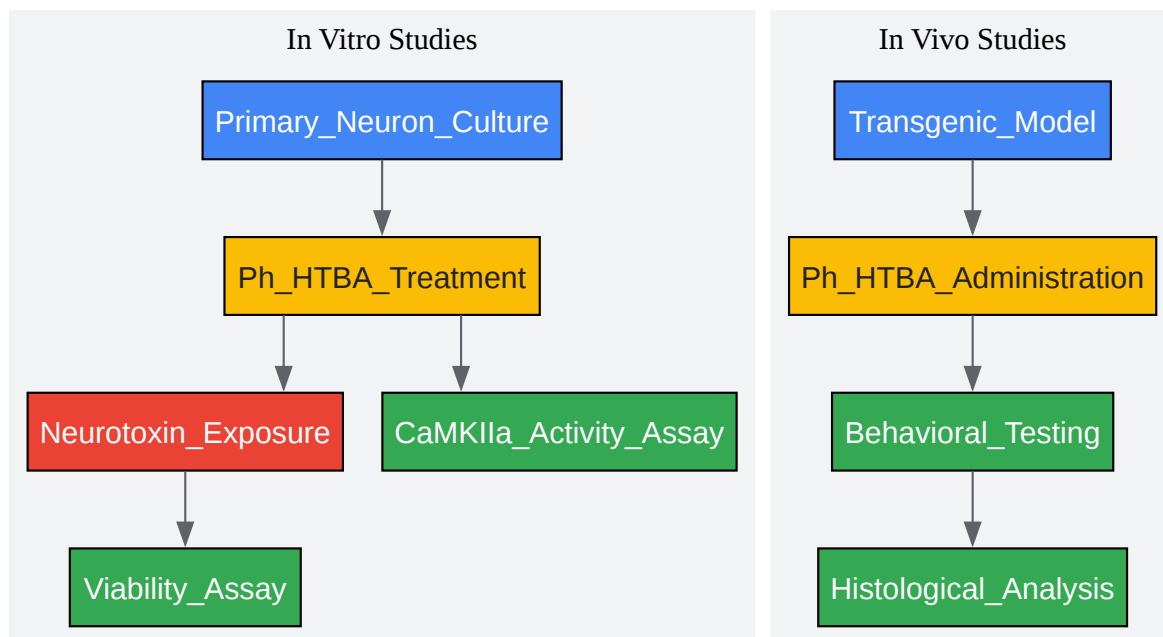 In Vitro Studies
Primary_Neuron_Culture
Ph_HTBA_Treatment
Neurotoxin_Exposure
CaMKIIa_Activity_Assay
Viability_Assay
In Vivo Studies
Transgenic_Model
Ph_HTBA_Administration
Behavioral_Testing
Histological_Analysis